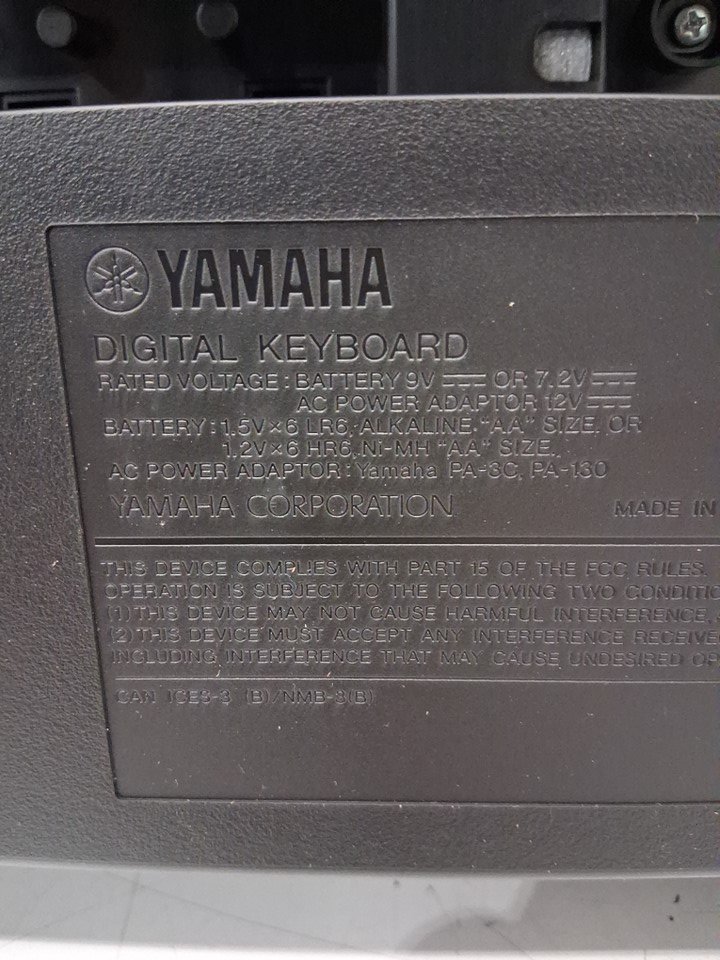 YAMAHA
DIGITAL KEYBOARD
RATED VOLTAGE : BATTERY 9V ⎓ OR 7.2V ⎓
AC POWER ADAPTOR 12V ⎓
BATTERY : 1.5V×6 LR6, ALKALINE, "AA" SIZE, OR
1.2V×6 HR6, Ni-MH "AA" SIZE,
AC POWER ADAPTOR : Yamaha PA-3C, PA-130
YAMAHA CORPORATION MADE IN
THIS DEVICE COMPLIES WITH PART 15 OF THE FCC RULES.
OPERATION IS SUBJECT TO THE FOLLOWING TWO CONDITIO
(1) THIS DEVICE MAY NOT CAUSE HARMFUL INTERFERENCE,
(2) THIS DEVICE MUST ACCEPT ANY INTERFERENCE RECEIVE
INCLUDING INTERFERENCE THAT MAY CAUSE UNDESIRED OP
CAN ICES-3 (B)/NMB-3(B)